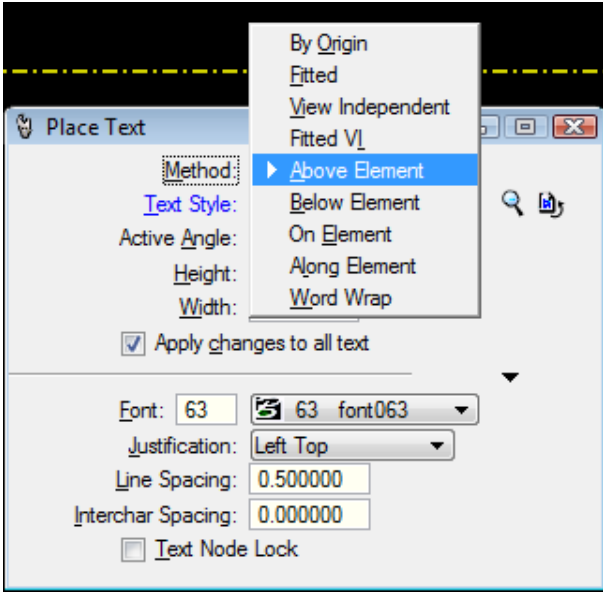 By Origin
Fitted
View Independent
Fitted VI
Above Element
Below Element
On Element
Along Element
Word Wrap
Place Text
Method:
Text Style:
Active Angle:
Height:
Width:
Apply changes to all text
Font: 63 63 font063
Justification: Left Top
Line Spacing: 0.500000
Interchar Spacing: 0.000000
Text Node Lock